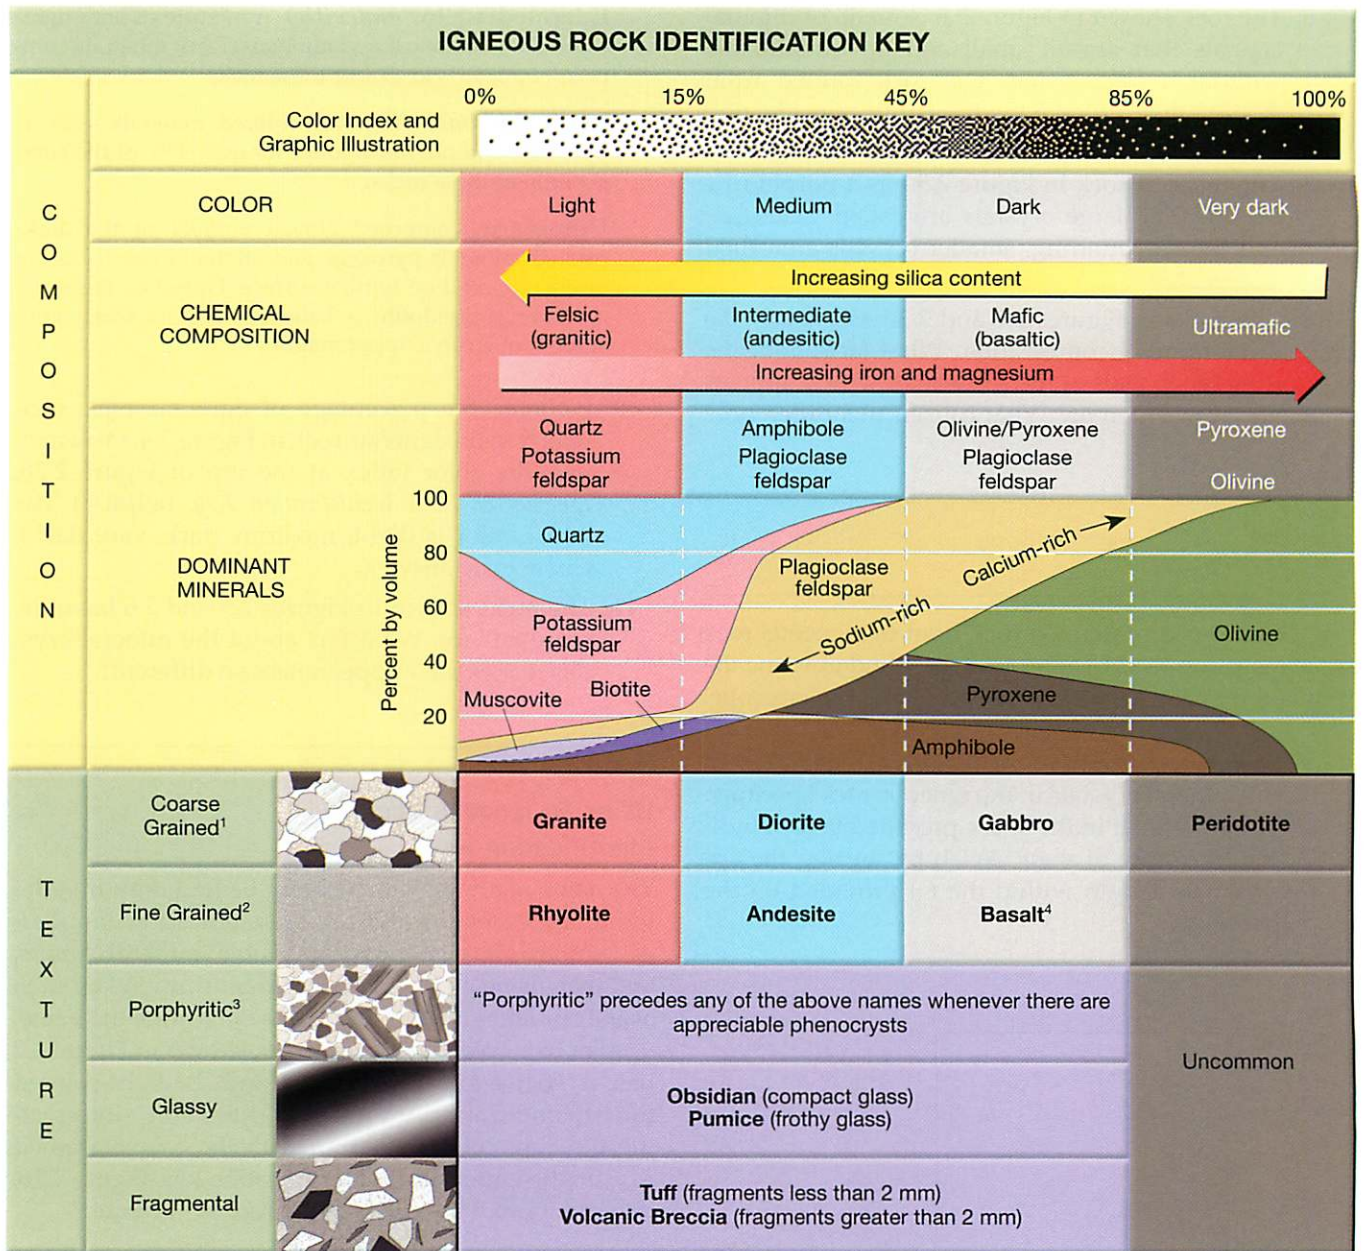 IGNEOUS ROCK IDENTIFICATION KEY
0% 15% 45% 85% 100%
Color Index and
Graphic Illustration
COMPOSITION
COLOR
Light
Medium
Dark
Very dark
CHEMICAL
COMPOSITION
Increasing silica content
Felsic
(granitic)
Intermediate
(andesitic)
Mafic
(basaltic)
Ultramafic
Increasing iron and magnesium
DOMINANT
MINERALS
Quartz
Potassium
feldspar
Amphibole
Plagioclase
feldspar
Olivine/Pyroxene
Plagioclase
feldspar
Pyroxene
Olivine
Percent by volume
100
80
60
40
20
Quartz
Potassium
feldspar
Muscovite
Biotite
Plagioclase
feldspar
Calcium-rich
Sodium-rich
Olivine
Pyroxene
Amphibole
TEXTURE
Coarse
Grained¹
Granite
Diorite
Gabbro
Peridotite
Fine Grained²
Rhyolite
Andesite
Basalt⁴
Porphyritic³
“Porphyritic” precedes any of the above names whenever there are
appreciable phenocrysts
Uncommon
Glassy
Obsidian (compact glass)
Pumice (frothy glass)
Fragmental
Tuff (fragments less than 2 mm)
Volcanic Breccia (fragments greater than 2 mm)